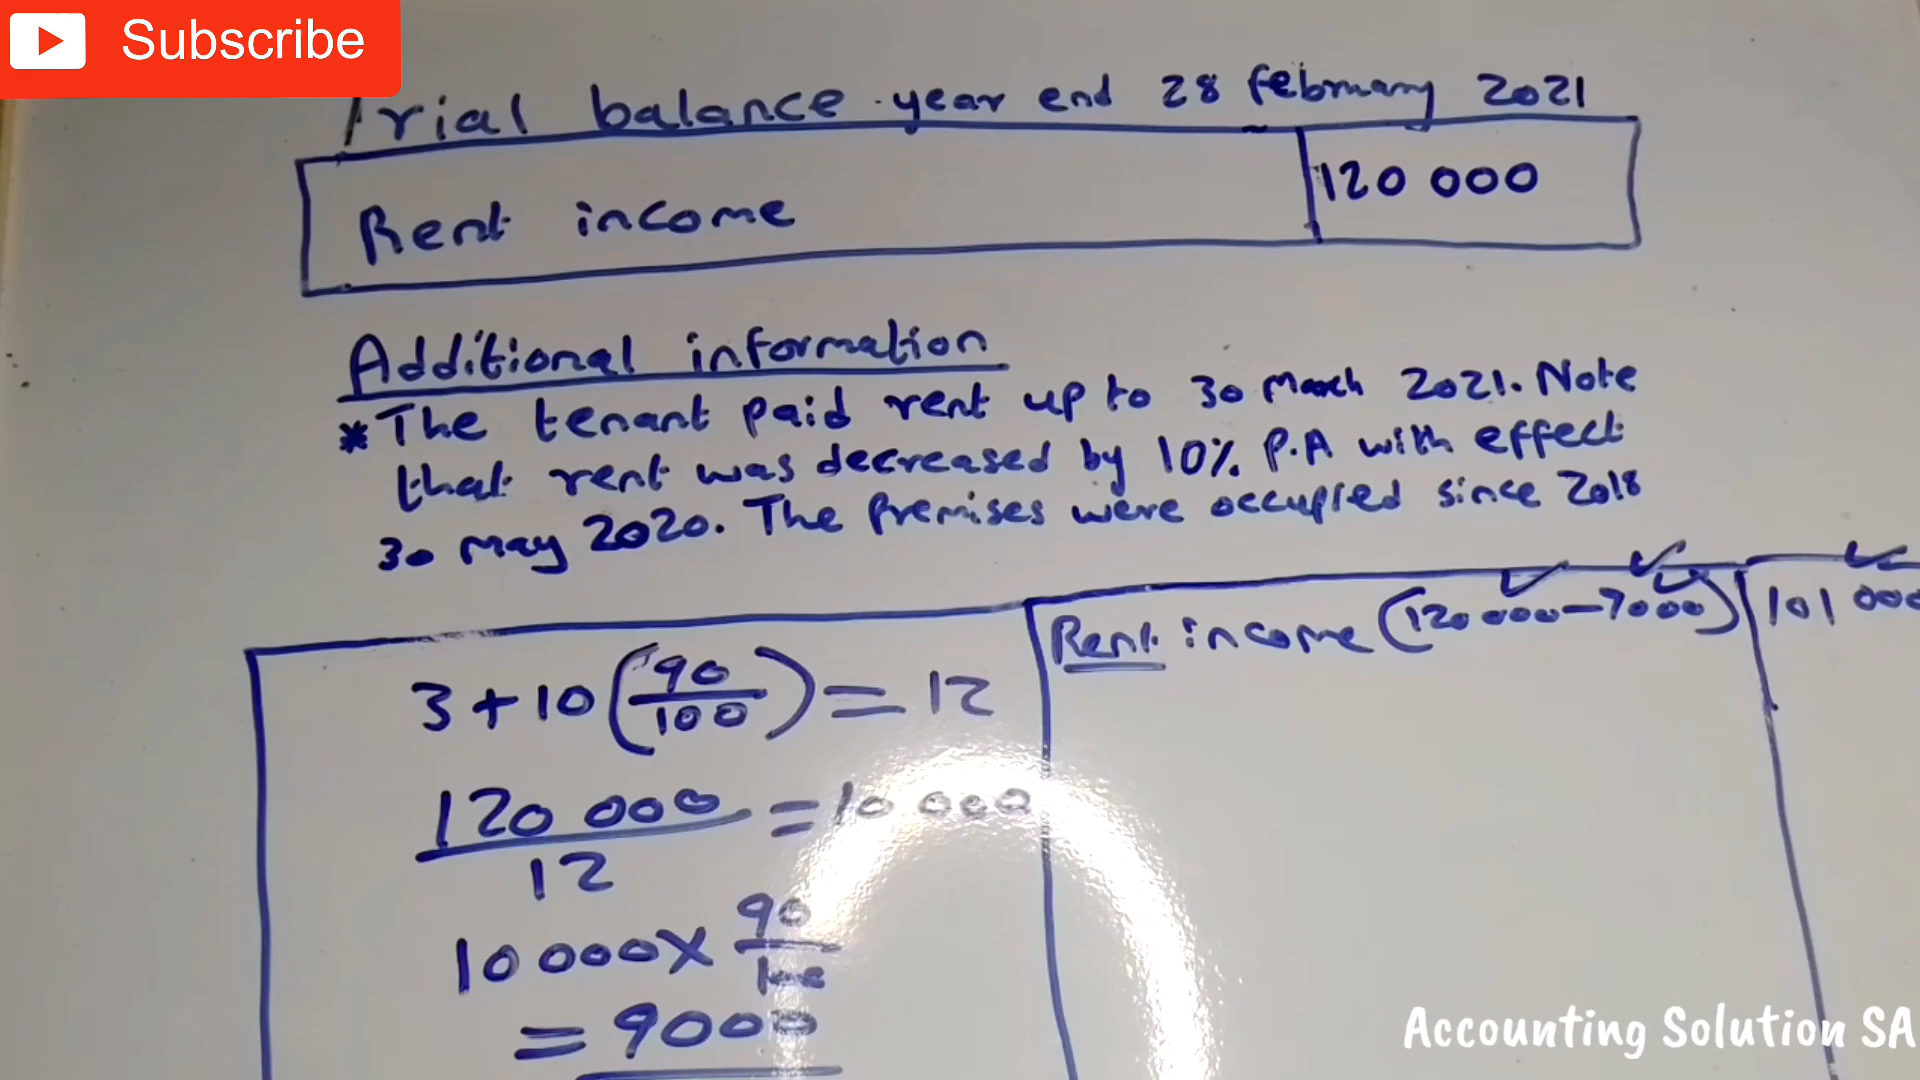 Subscribe
Trial balance year end 28 february 2021
Rent income 120 000
Additional information
* The tenant paid rent up to 30 March 2021. Note
that rent was decreased by 10% P.A with effect
30 may 2020. The premises were occupied since 2018
Rent income (120 000 - 7000) 101 000
3 + 10 (90/100) = 12
120 000/12 = 10 000
10 000 X 90/100
= 9000
Accounting Solution SA